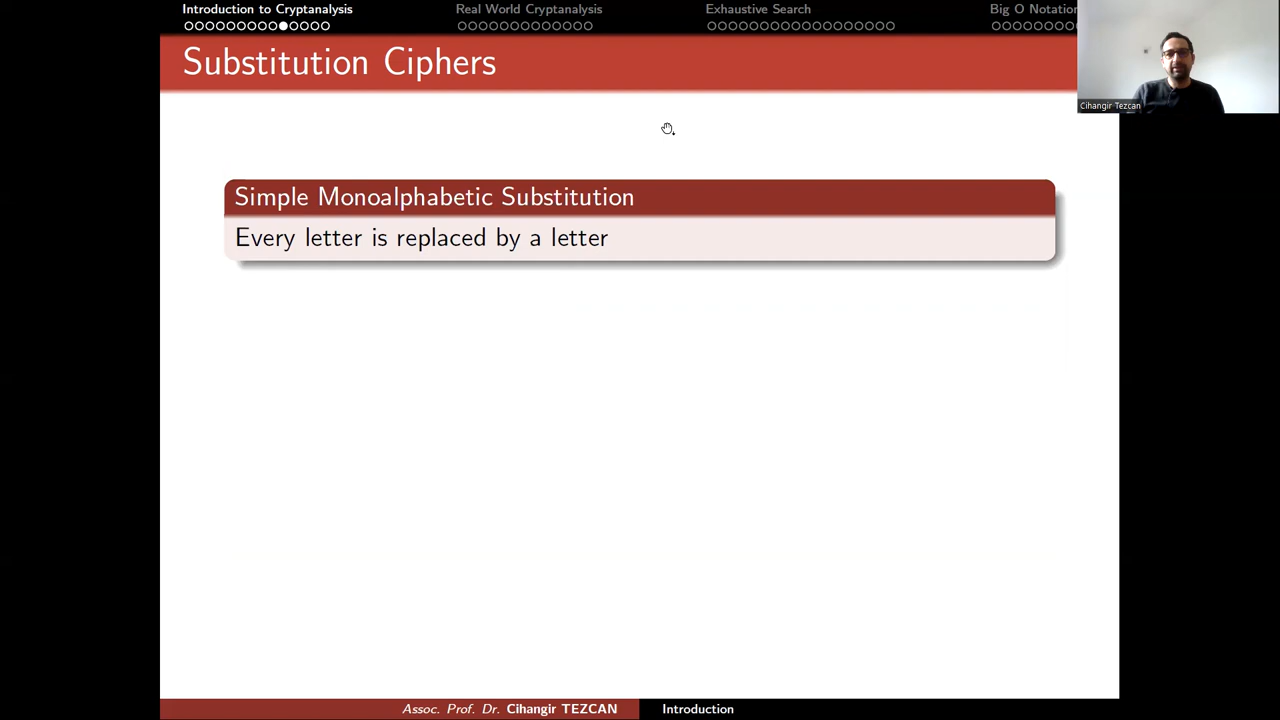 Introduction to Cryptanalysis
Real World Cryptanalysis
Exhaustive Search
Big O Notation
Substitution Ciphers
Cihangir Tezcan
Simple Monoalphabetic Substitution
Every letter is replaced by a letter
Assoc. Prof. Dr. Cihangir TEZCAN
Introduction